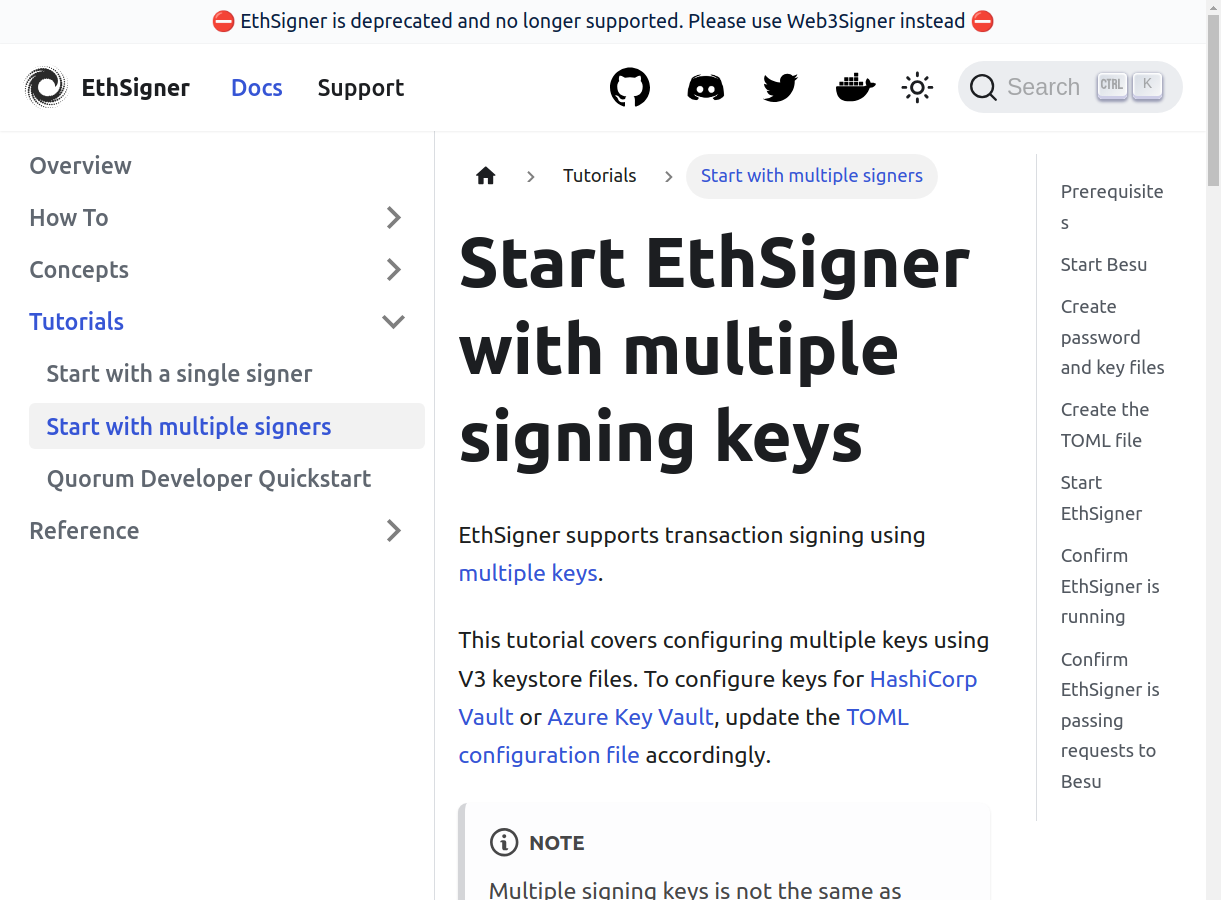 ⛔ EthSigner is deprecated and no longer supported. Please use Web3Signer instead ⛔
EthSigner
Docs
Support
Search
CTRL
K
Overview
How To
Concepts
Tutorials
Start with a single signer
Start with multiple signers
Quorum Developer Quickstart
Reference
Tutorials
Start with multiple signers
Start EthSigner
with multiple
signing keys
EthSigner supports transaction signing using
multiple keys.
This tutorial covers configuring multiple keys using
V3 keystore files. To configure keys for HashiCorp
Vault or Azure Key Vault, update the TOML
configuration file accordingly.
NOTE
Multiple signing keys is not the same as
Prerequisite
s
Start Besu
Create
password
and key files
Create the
TOML file
Start
EthSigner
Confirm
EthSigner is
running
Confirm
EthSigner is
passing
requests to
Besu